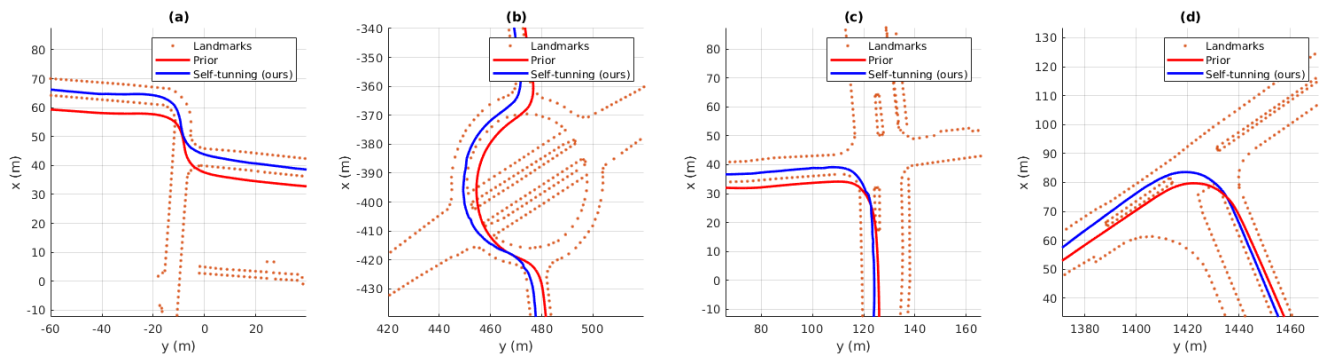 (a)
Landmarks
Prior
Self-tunning (ours)
80
70
60
50
40
30
20
10
0
-10
x (m)
-60
-40
-20
0
20
y (m)
(b)
Landmarks
Prior
Self-tunning (ours)
-340
-350
-360
-370
-380
-390
-400
-410
-420
-430
x (m)
420
440
460
480
500
y (m)
(c)
Landmarks
Prior
Self-tunning (ours)
80
70
60
50
40
30
20
10
0
-10
x (m)
80
100
120
140
160
y (m)
(d)
Landmarks
Prior
Self-tunning (ours)
130
120
110
100
90
80
70
60
50
40
x (m)
1380
1400
1420
1440
1460
y (m)